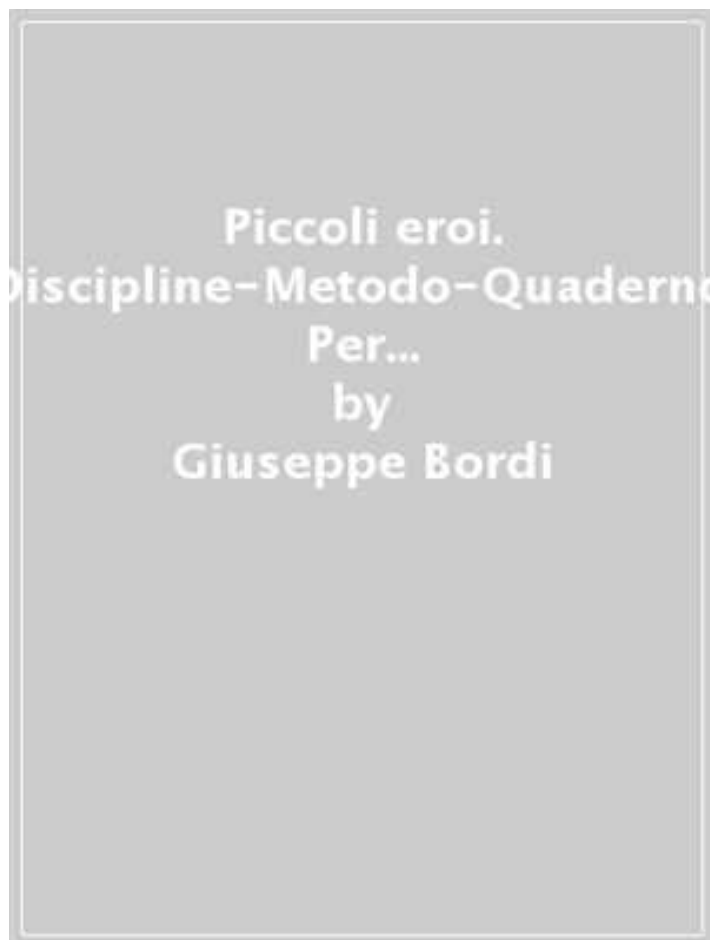 Piccoli eroi.
Discipline-Metodo-Quaderno
Per...
by
Giuseppe Bordi